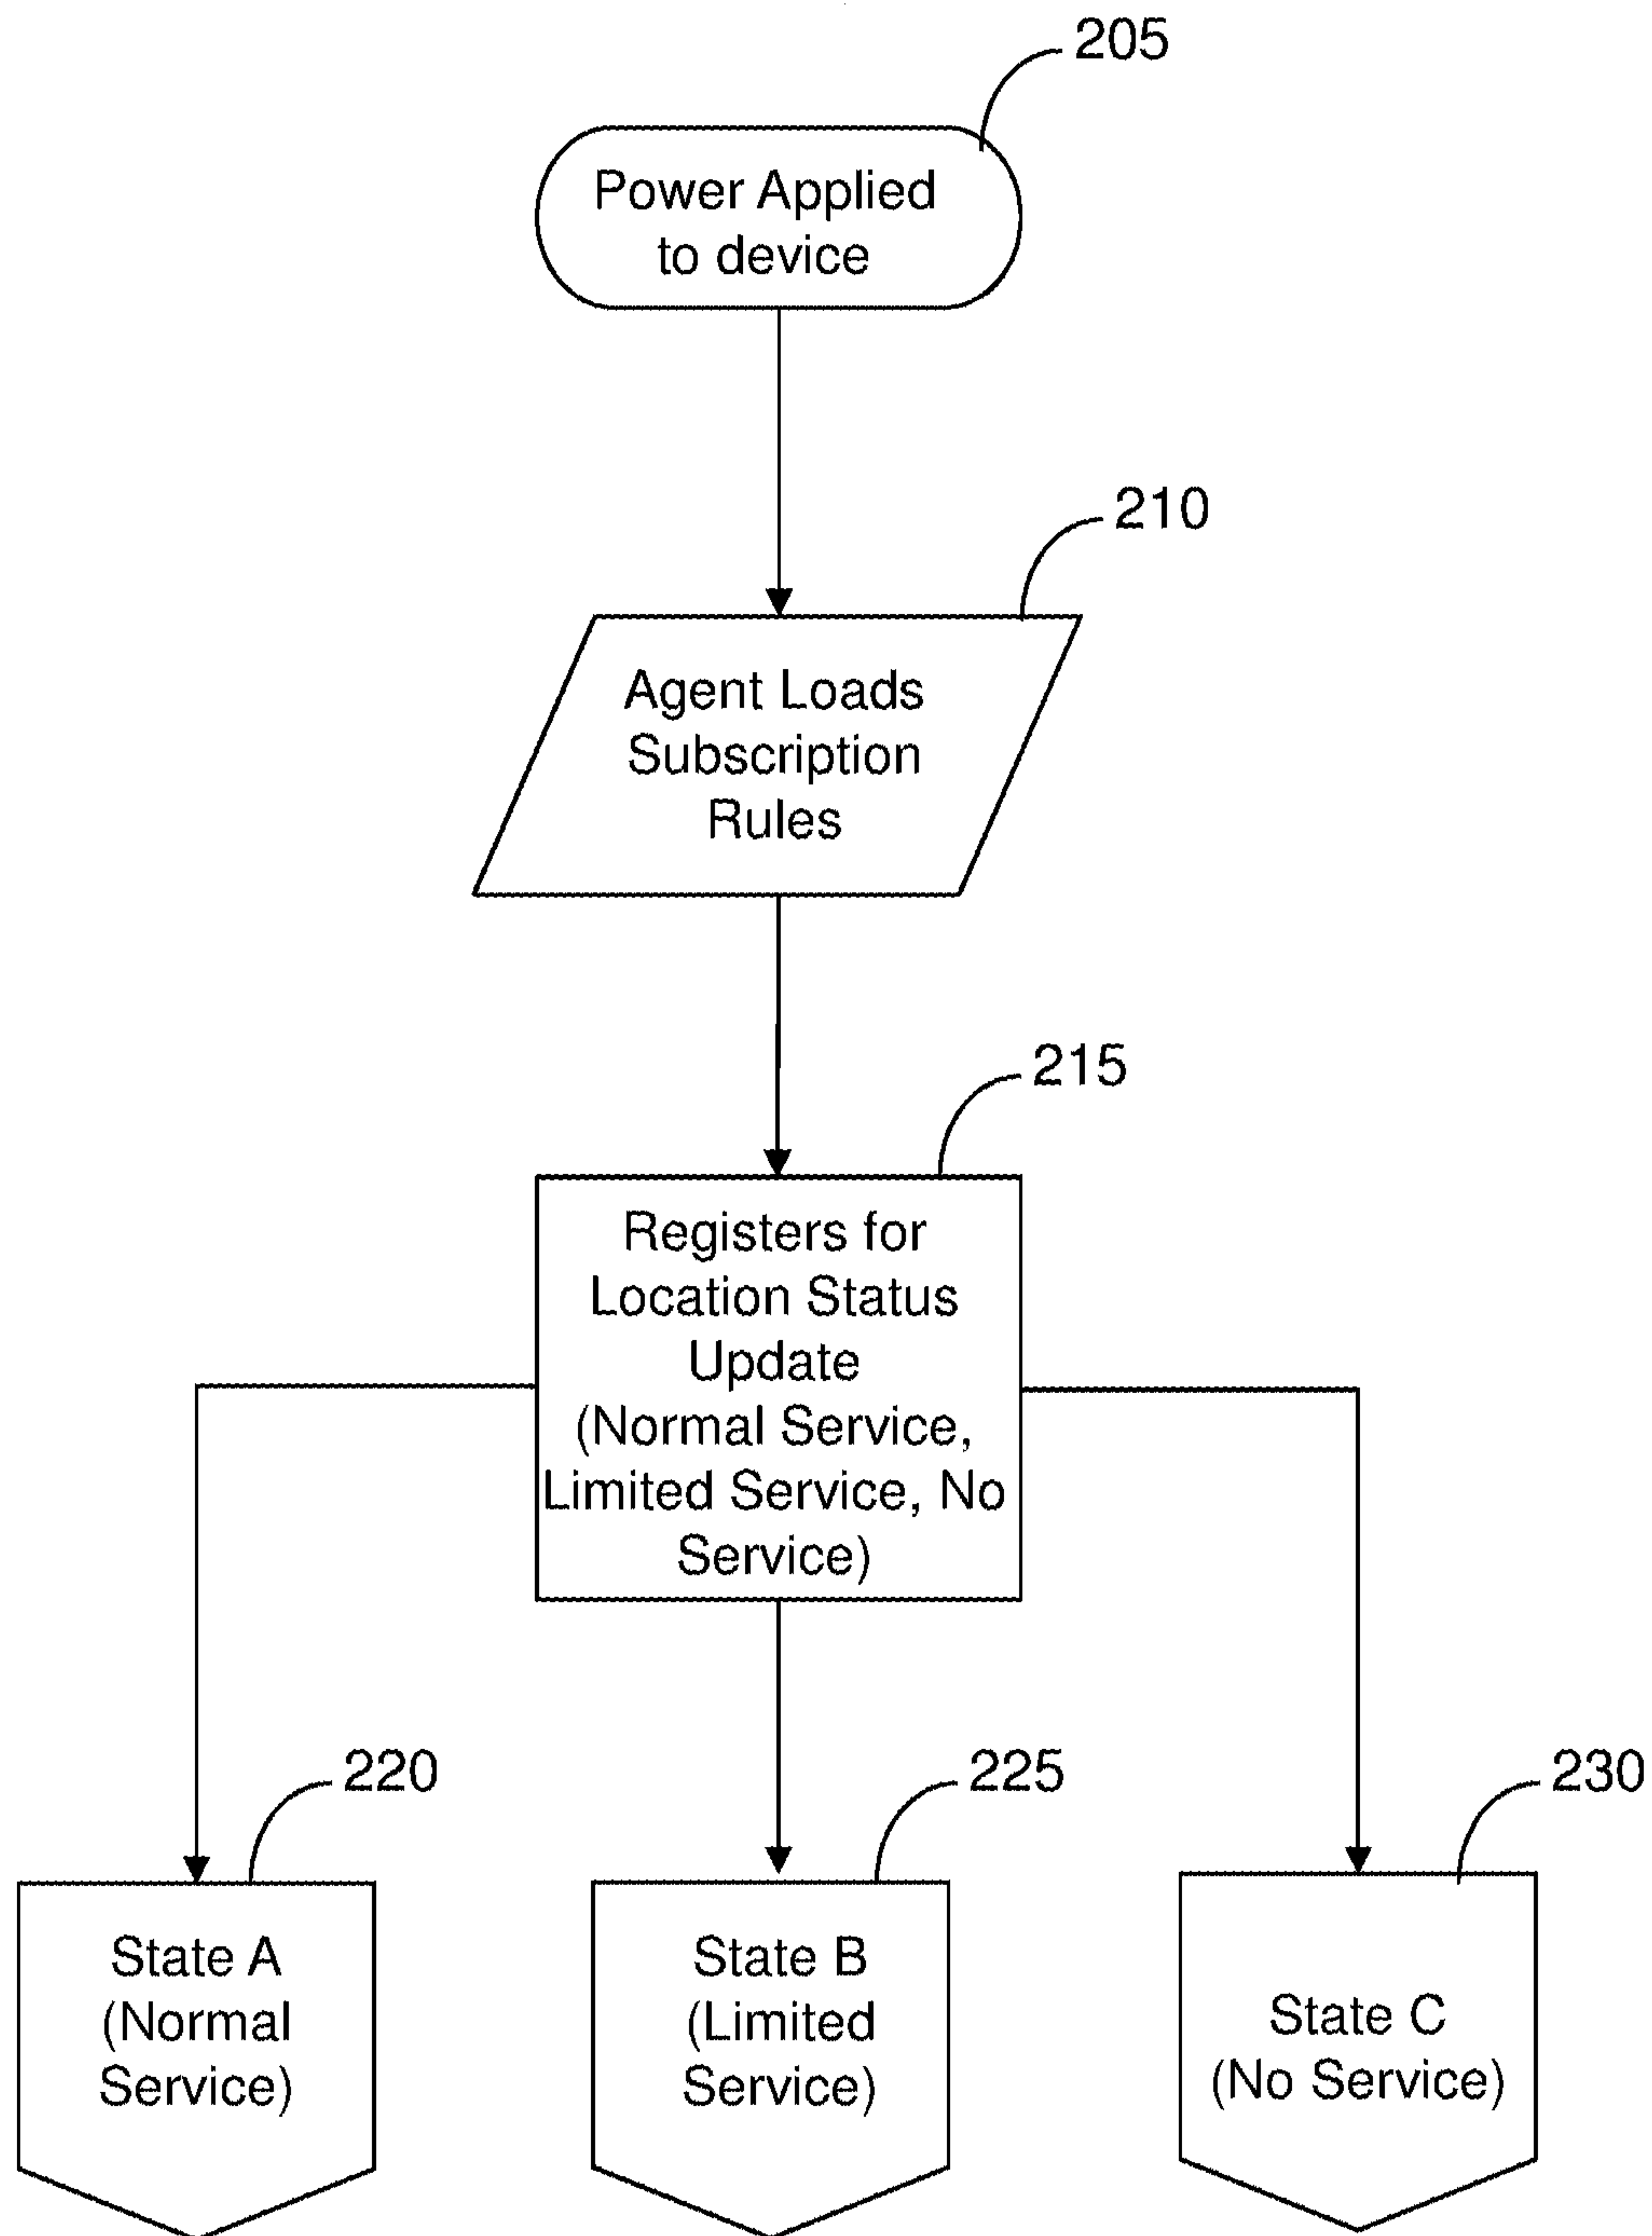 205
Power Applied
to device
210
Agent Loads
Subscription
Rules
215
Registers for
Location Status
Update
(Normal Service,
Limited Service, No
Service)
220
State A
(Normal
Service)
225
State B
(Limited
Service)
230
State C
(No Service)